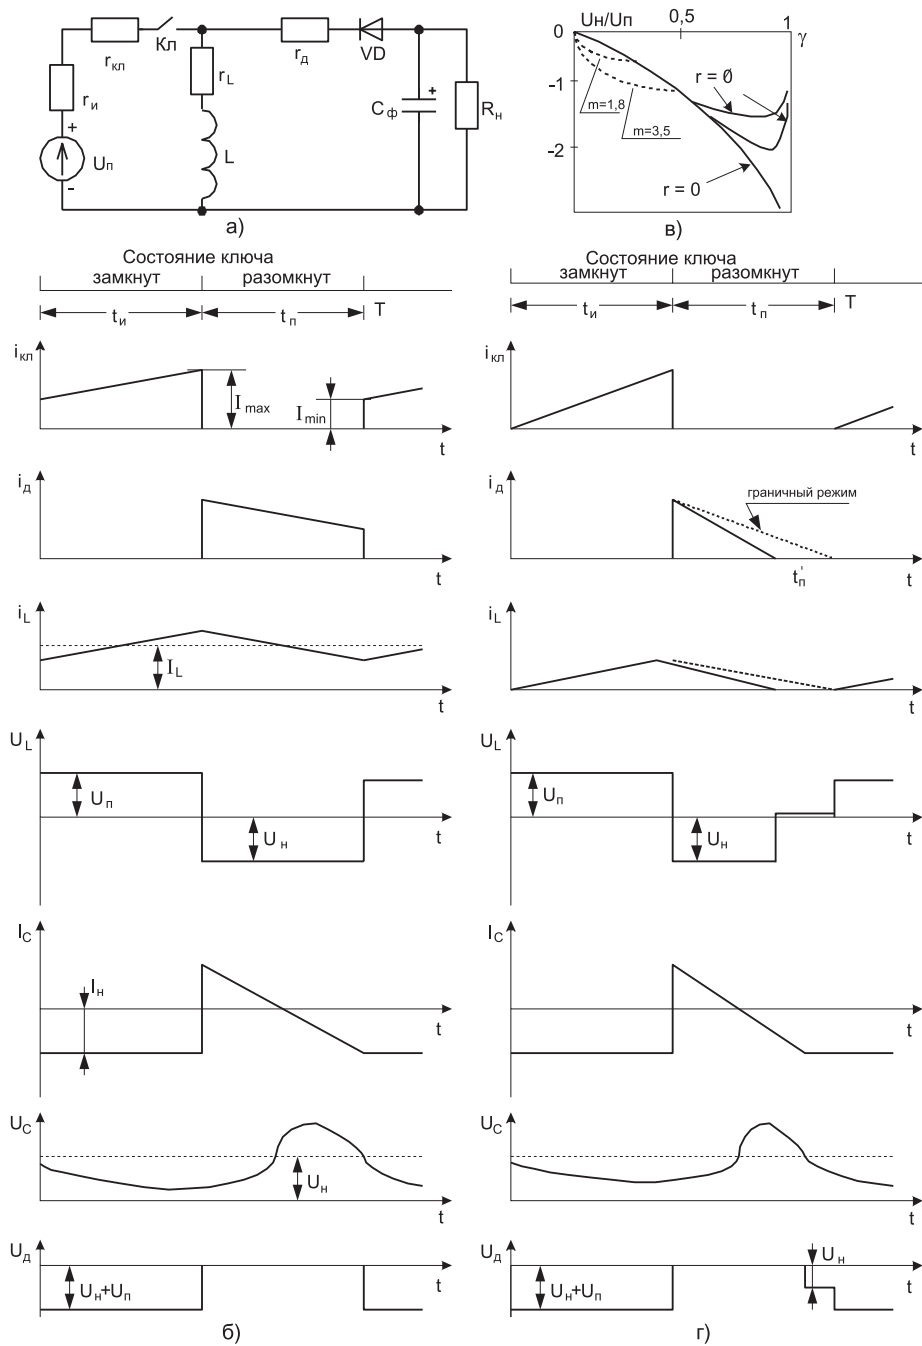 r кл
Кл
r и
r L
r д
VD
+
U п
-
L
C ф
+
R н
а)
0
Uн/Uп
0,5
1
γ
-1
-2
m=1,8
m=3,5
r = 0̸
r = 0
в)
Состояние ключа
замкнут
разомкнут
t и
t п
T
i кл
I max
I min
t
i д
t
i L
I L
t
U L
U п
U н
t
I C
I н
t
U C
U н
t
U д
U н +U п
t
б)
Состояние ключа
замкнут
разомкнут
t и
t п
T
i кл
t
i д
граничный режим
t п '
t
i L
t
U L
U п
U н
t
I C
t
U C
t
U д
U н
U н +U п
t
г)